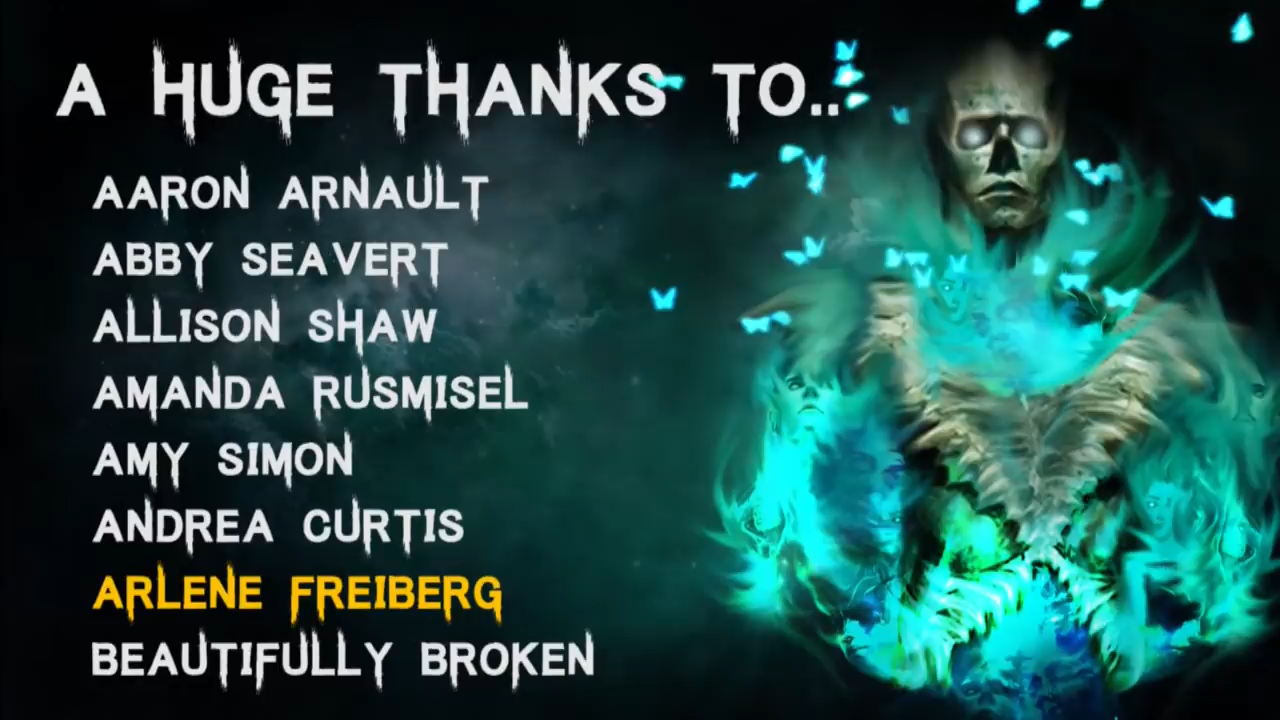 A HUGE THANKS TO..
AARON ARNAULT
ABBY SEAVERT
ALLISON SHAW
AMANDA RUSMISEL
AMY SIMON
ANDREA CURTIS
ARLENE FREIBERG
BEAUTIFULLY BROKEN